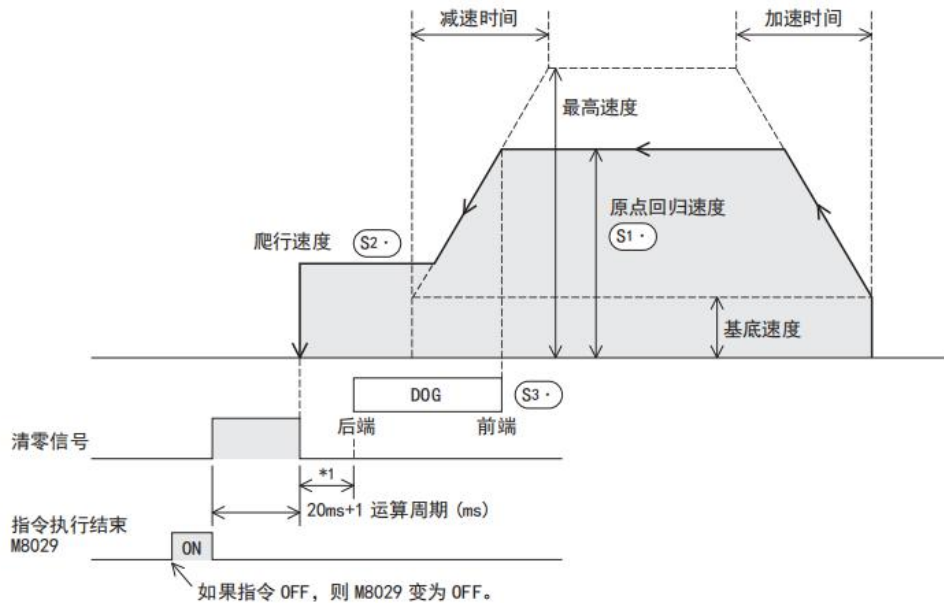 减速时间
加速时间
最高速度
原点回归速度
S1·
爬行速度 S2·
基底速度
DOG S3·
后端 前端
清零信号
*1
20ms+1 运算周期(ms)
指令执行结束
M8029
ON
如果指令 OFF，则 M8029 变为 OFF。